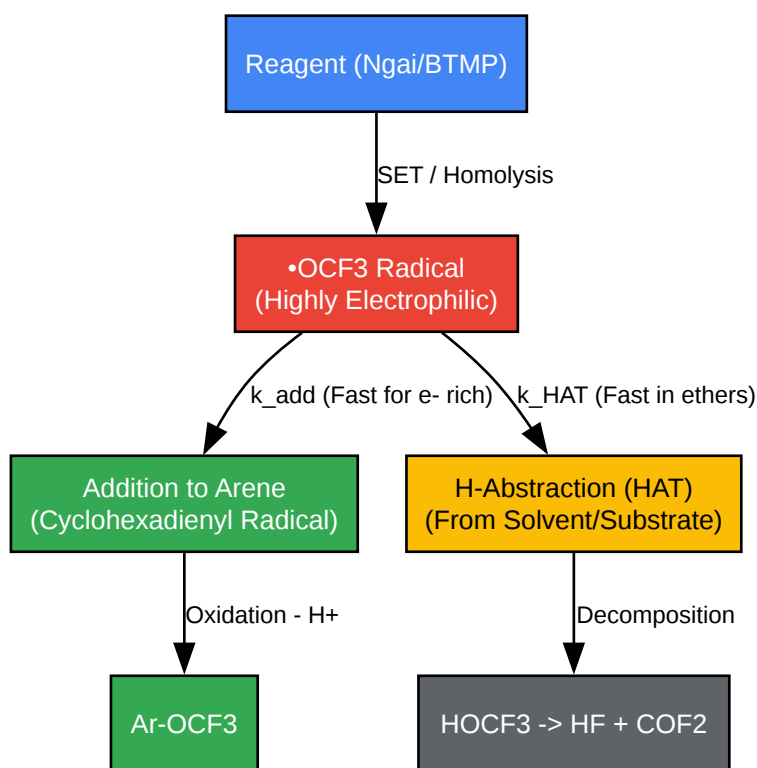 Reagent (Ngai/BTMP)
SET / Homolysis
•OCF3 Radical
(Highly Electrophilic)
k_add (Fast for e- rich)
k_HAT (Fast in ethers)
Addition to Arene
(Cyclohexadienyl Radical)
H-Abstraction (HAT)
(From Solvent/Substrate)
Oxidation - H+
Decomposition
Ar-OCF3
HOCF3 -> HF + COF2